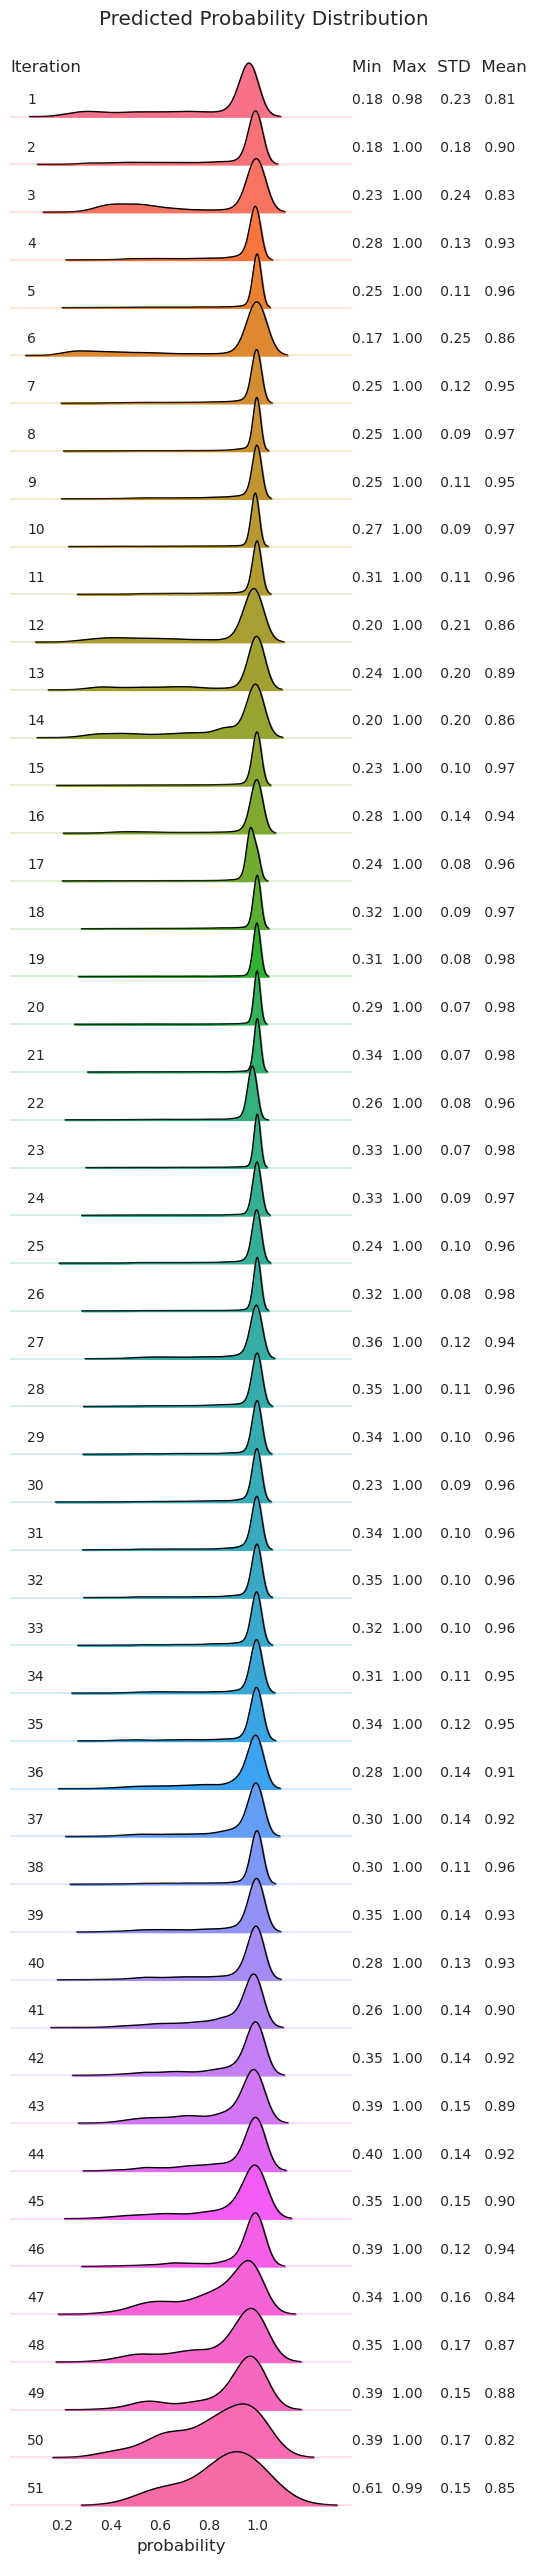 Predicted Probability Distribution
Iteration Min Max STD Mean
1 0.18 0.98 0.23 0.81
2 0.18 1.00 0.18 0.90
3 0.23 1.00 0.24 0.83
4 0.28 1.00 0.13 0.93
5 0.25 1.00 0.11 0.96
6 0.17 1.00 0.25 0.86
7 0.25 1.00 0.12 0.95
8 0.25 1.00 0.09 0.97
9 0.25 1.00 0.11 0.95
10 0.27 1.00 0.09 0.97
11 0.31 1.00 0.11 0.96
12 0.20 1.00 0.21 0.86
13 0.24 1.00 0.20 0.89
14 0.20 1.00 0.20 0.86
15 0.23 1.00 0.10 0.97
16 0.28 1.00 0.14 0.94
17 0.24 1.00 0.08 0.96
18 0.32 1.00 0.09 0.97
19 0.31 1.00 0.08 0.98
20 0.29 1.00 0.07 0.98
21 0.34 1.00 0.07 0.98
22 0.26 1.00 0.08 0.96
23 0.33 1.00 0.07 0.98
24 0.33 1.00 0.09 0.97
25 0.24 1.00 0.10 0.96
26 0.32 1.00 0.08 0.98
27 0.36 1.00 0.12 0.94
28 0.35 1.00 0.11 0.96
29 0.34 1.00 0.10 0.96
30 0.23 1.00 0.09 0.96
31 0.34 1.00 0.10 0.96
32 0.35 1.00 0.10 0.96
33 0.32 1.00 0.10 0.96
34 0.31 1.00 0.11 0.95
35 0.34 1.00 0.12 0.95
36 0.28 1.00 0.14 0.91
37 0.30 1.00 0.14 0.92
38 0.30 1.00 0.11 0.96
39 0.35 1.00 0.14 0.93
40 0.28 1.00 0.13 0.93
41 0.26 1.00 0.14 0.90
42 0.35 1.00 0.14 0.92
43 0.39 1.00 0.15 0.89
44 0.40 1.00 0.14 0.92
45 0.35 1.00 0.15 0.90
46 0.39 1.00 0.12 0.94
47 0.34 1.00 0.16 0.84
48 0.35 1.00 0.17 0.87
49 0.39 1.00 0.15 0.88
50 0.39 1.00 0.17 0.82
51 0.61 0.99 0.15 0.85
0.2 0.4 0.6 0.8 1.0
probability